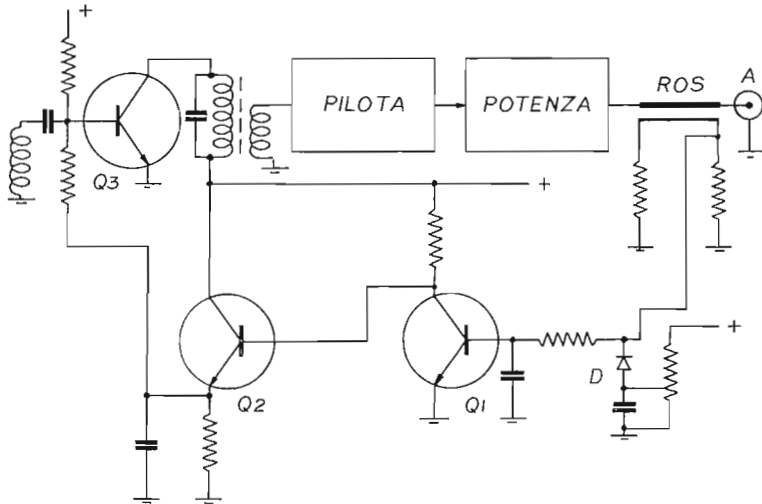 +
Q3
PILOTA
POTENZA
ROS
A
+
Q2
Q1
D
+